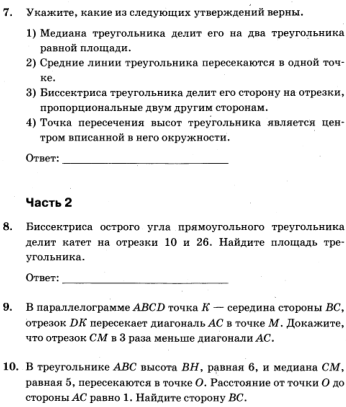 7. Укажите, какие из следующих утверждений верны.
1) Медиана треугольника делит его на два треугольника
равной площади.
2) Средние линии треугольника пересекаются в одной точ-
ке.
3) Биссектриса треугольника делит его сторону на отрезки,
пропорциональные двум другим сторонам.
4) Точка пересечения высот треугольника является цен-
тром вписанной в него окружности.
Ответ:
Часть 2
8. Биссектриса острого угла прямоугольного треугольника
делит катет на отрезки 10 и 26. Найдите площадь тре-
угольника.
Ответ:
9. В параллелограмме ABCD точка K — середина стороны BC,
отрезок DK пересекает диагональ AC в точке M. Докажите,
что отрезок CM в 3 раза меньше диагонали AC.
10. В треугольнике ABC высота BH, равная 6, и медиана CM,
равная 5, пересекаются в точке O. Расстояние от точки O до
стороны AC равно 1. Найдите сторону BC.